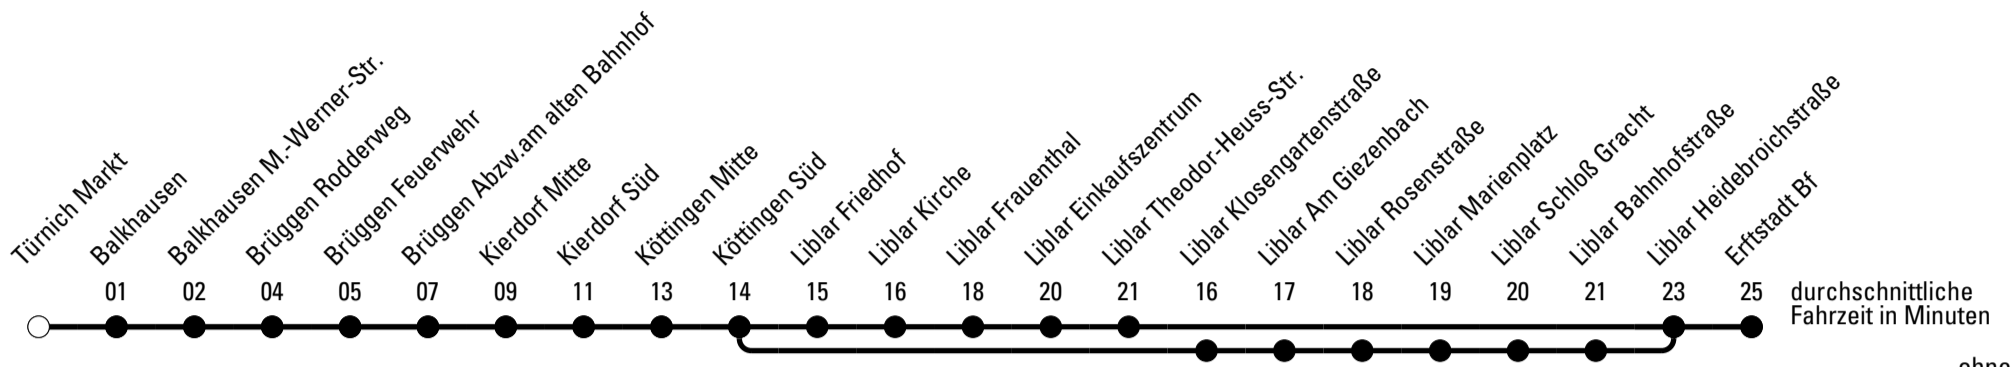 Türnich Markt
Balkhausen
Balkhausen M.-Werner-Str.
Brüggen Rodderweg
Brüggen Feuerwehr
Brüggen Abzw.am alten Bahnhof
Kierdorf Mitte
Kierdorf Süd
Köttingen Mitte
Köttingen Süd
Liblar Friedhof
Liblar Kirche
Liblar Frauenthal
Liblar Einkaufszentrum
Liblar Theodor-Heuss-Str.
Liblar Klosengartenstraße
Liblar Am Giezenbach
Liblar Rosenstraße
Liblar Marienplatz
Liblar Schloß Gracht
Liblar Bahnhofstraße
Liblar Heidebroichstraße
Erftstadt Bf
01 02 04 05 07 09 11 13 14 15 16 18 20 21 16 17 18 19 20 21 23 25 durchschnittliche
Fahrzeit in Minuten